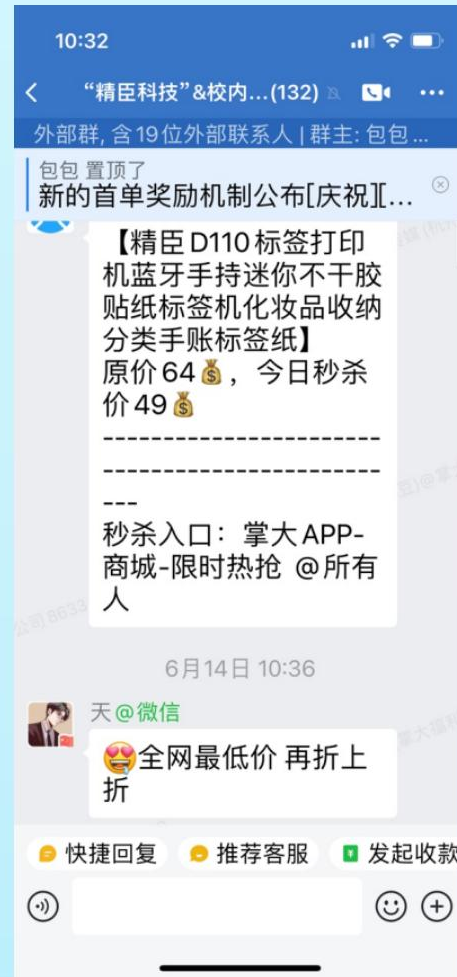 10:32
“精臣科技”&校内...(132)
外部群, 含19位外部联系人 | 群主: 包包...
包包 置顶了
新的首单奖励机制公布[庆祝][...
【精臣D110标签打印
机蓝牙手持迷你不干胶
贴纸标签机化妆品收纳
分类手账标签纸】
原价64💰，今日秒杀
价49💰
-----------------------
-----------------------
---
秒杀入口：掌大APP-
商城-限时热抢 @所有
人
6月14日 10:36
天@微信
😍全网最低价 再折上
折
快捷回复 推荐客服 发起收款